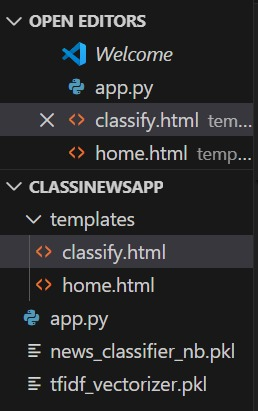 OPEN EDITORS
Welcome
app.py
classify.html tem...
home.html temp...
CLASSINEWSAPP
templates
classify.html
home.html
app.py
news_classifier_nb.pkl
tfidf_vectorizer.pkl